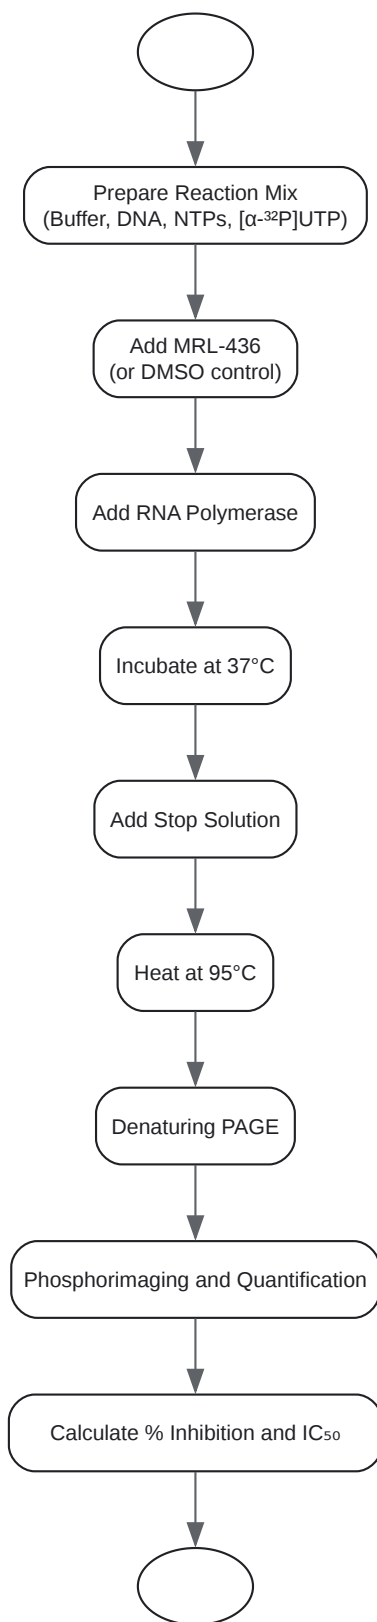 Prepare Reaction Mix
(Buffer, DNA, NTPs, [α-³²P]UTP)
Add MRL-436
(or DMSO control)
Add RNA Polymerase
Incubate at 37°C
Add Stop Solution
Heat at 95°C
Denaturing PAGE
Phosphorimaging and Quantification
Calculate % Inhibition and IC₅₀